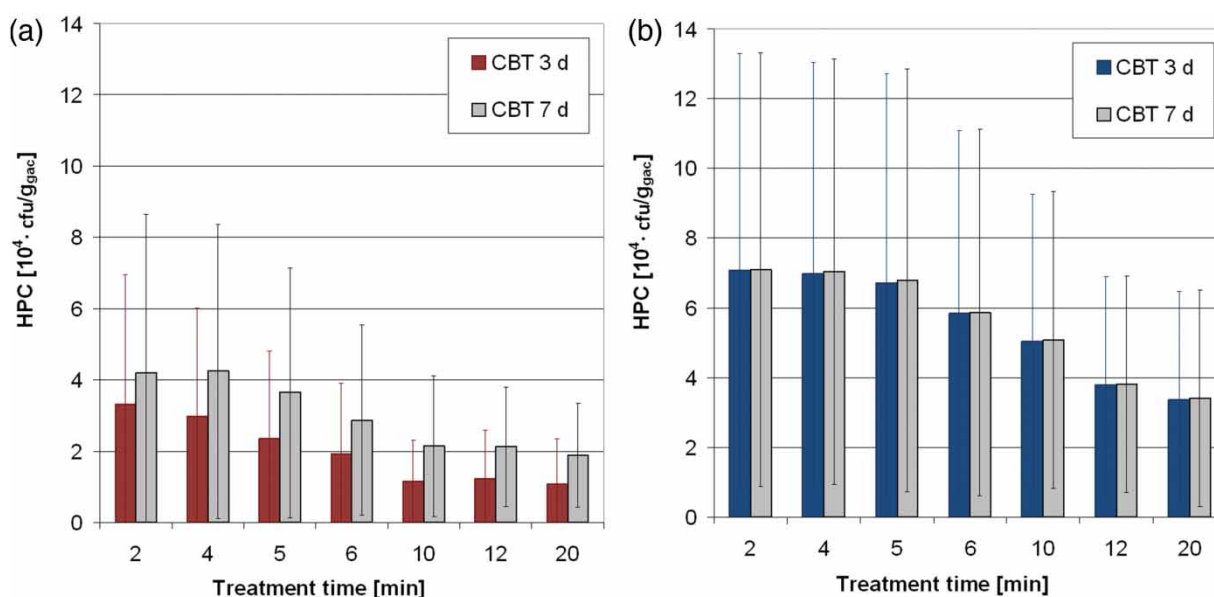 (a)
14
12
10
8
6
4
2
0
HPC [10⁴· cfu/g_gac]
CBT 3 d
CBT 7 d
2 4 5 6 10 12 20
Treatment time [min]
(b)
14
12
10
8
6
4
2
0
HPC [10⁴· cfu/g_gac]
CBT 3 d
CBT 7 d
2 4 5 6 10 12 20
Treatment time [min]